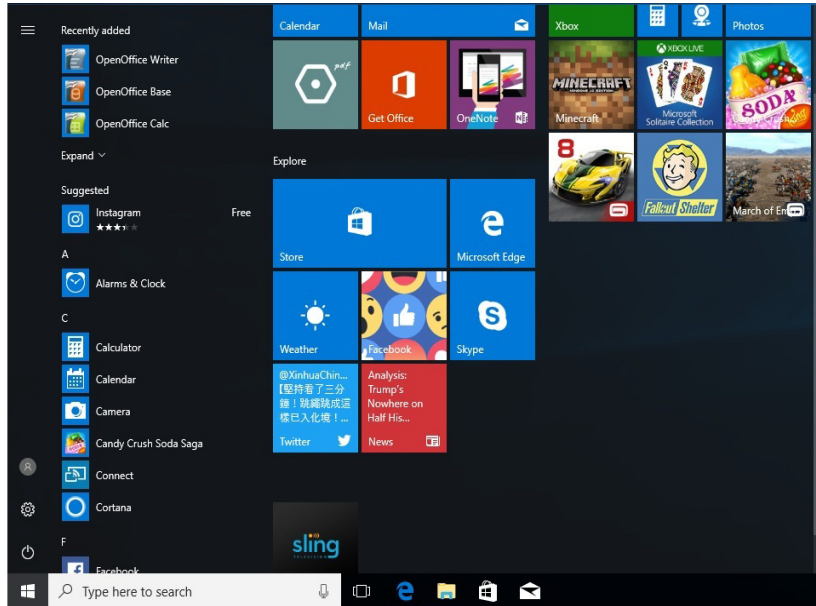 Recently added
OpenOffice Writer
OpenOffice Base
OpenOffice Calc
Expand
Suggested
Instagram
Free
A
Alarms & Clock
C
Calculator
Calendar
Camera
Candy Crush Soda Saga
Connect
Cortana
F
Facebook
Calendar
Mail
pdf
Get Office
OneNote
N
Explore
Store
Microsoft Edge
Weather
Facebook
Skype
@XinhuaChin...
【堅持看了三分
鐘！跳繩跳成這
樣已入化境！...
Twitter
Analysis:
Trump's
Nowhere on
Half His...
News
sling
TELEVISION
Xbox
Photos
MINECRAFT
Minecraft
XBOX LIVE
Microsoft
Solitaire Collection
SODA
8
Fallout Shelter
March of Em
Type here to search